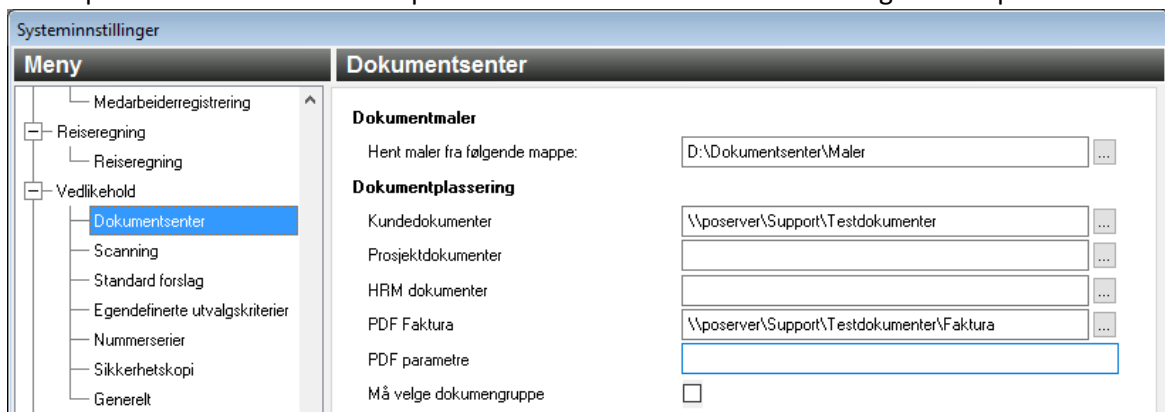 Systeminnstillinger
Meny
Medarbeiderregistrering
Reiseregning
Reiseregning
Vedlikehold
Dokumentsenter
Scanning
Standard forslag
Egendefinerte utvalgskriterier
Nummerserier
Sikkerhetskopi
Generelt
Dokumentsenter
Dokumentmaler
Hent maler fra følgende mappe: D:\Dokumentsenter\Maler ...
Dokumentplassering
Kundedokumenter \\poserver\Support\Testdokumenter ...
Prosjektdokumenter ...
HRM dokumenter ...
PDF Faktura \\poserver\Support\Testdokumenter\Faktura ...
PDF parametre
Må velge dokumengruppe